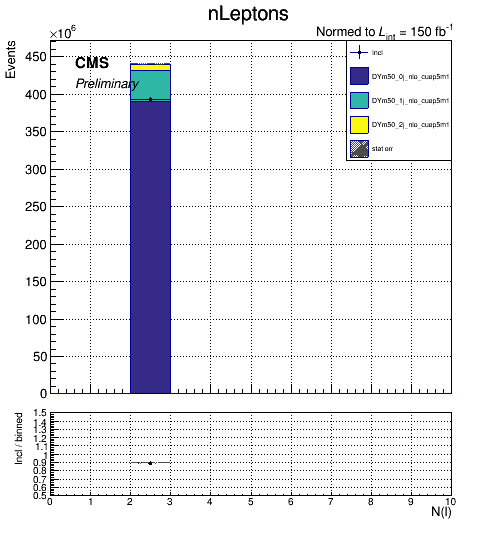 nLeptons
×10⁶
Normed to L_int = 150 fb⁻¹
Events
CMS
Preliminary
Incl
DYm50_0j_nlo_cuep5m1
DYm50_1j_nlo_cuep5m1
DYm50_2j_nlo_cuep5m1
stat err
450
400
350
300
250
200
150
100
50
0
Incl / binned
1.5
1.4
1.3
1.2
1.1
1
0.9
0.8
0.7
0.6
0.5
0 1 2 3 4 5 6 7 8 9 10
N(l)